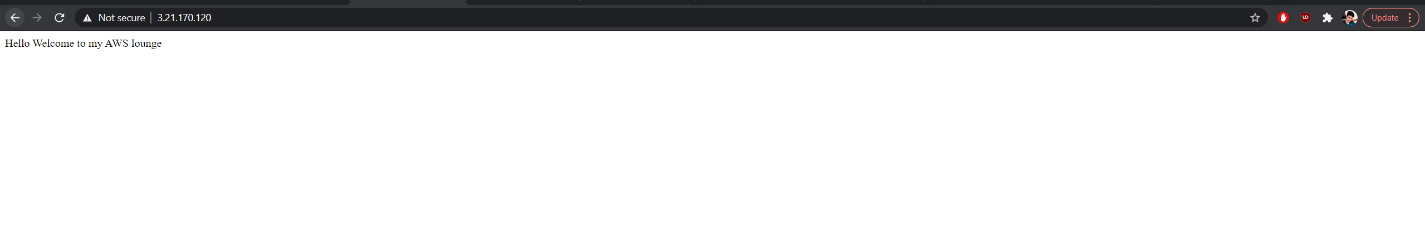 Not secure 3.21.170.120 Update
Hello Welcome to my AWS lounge